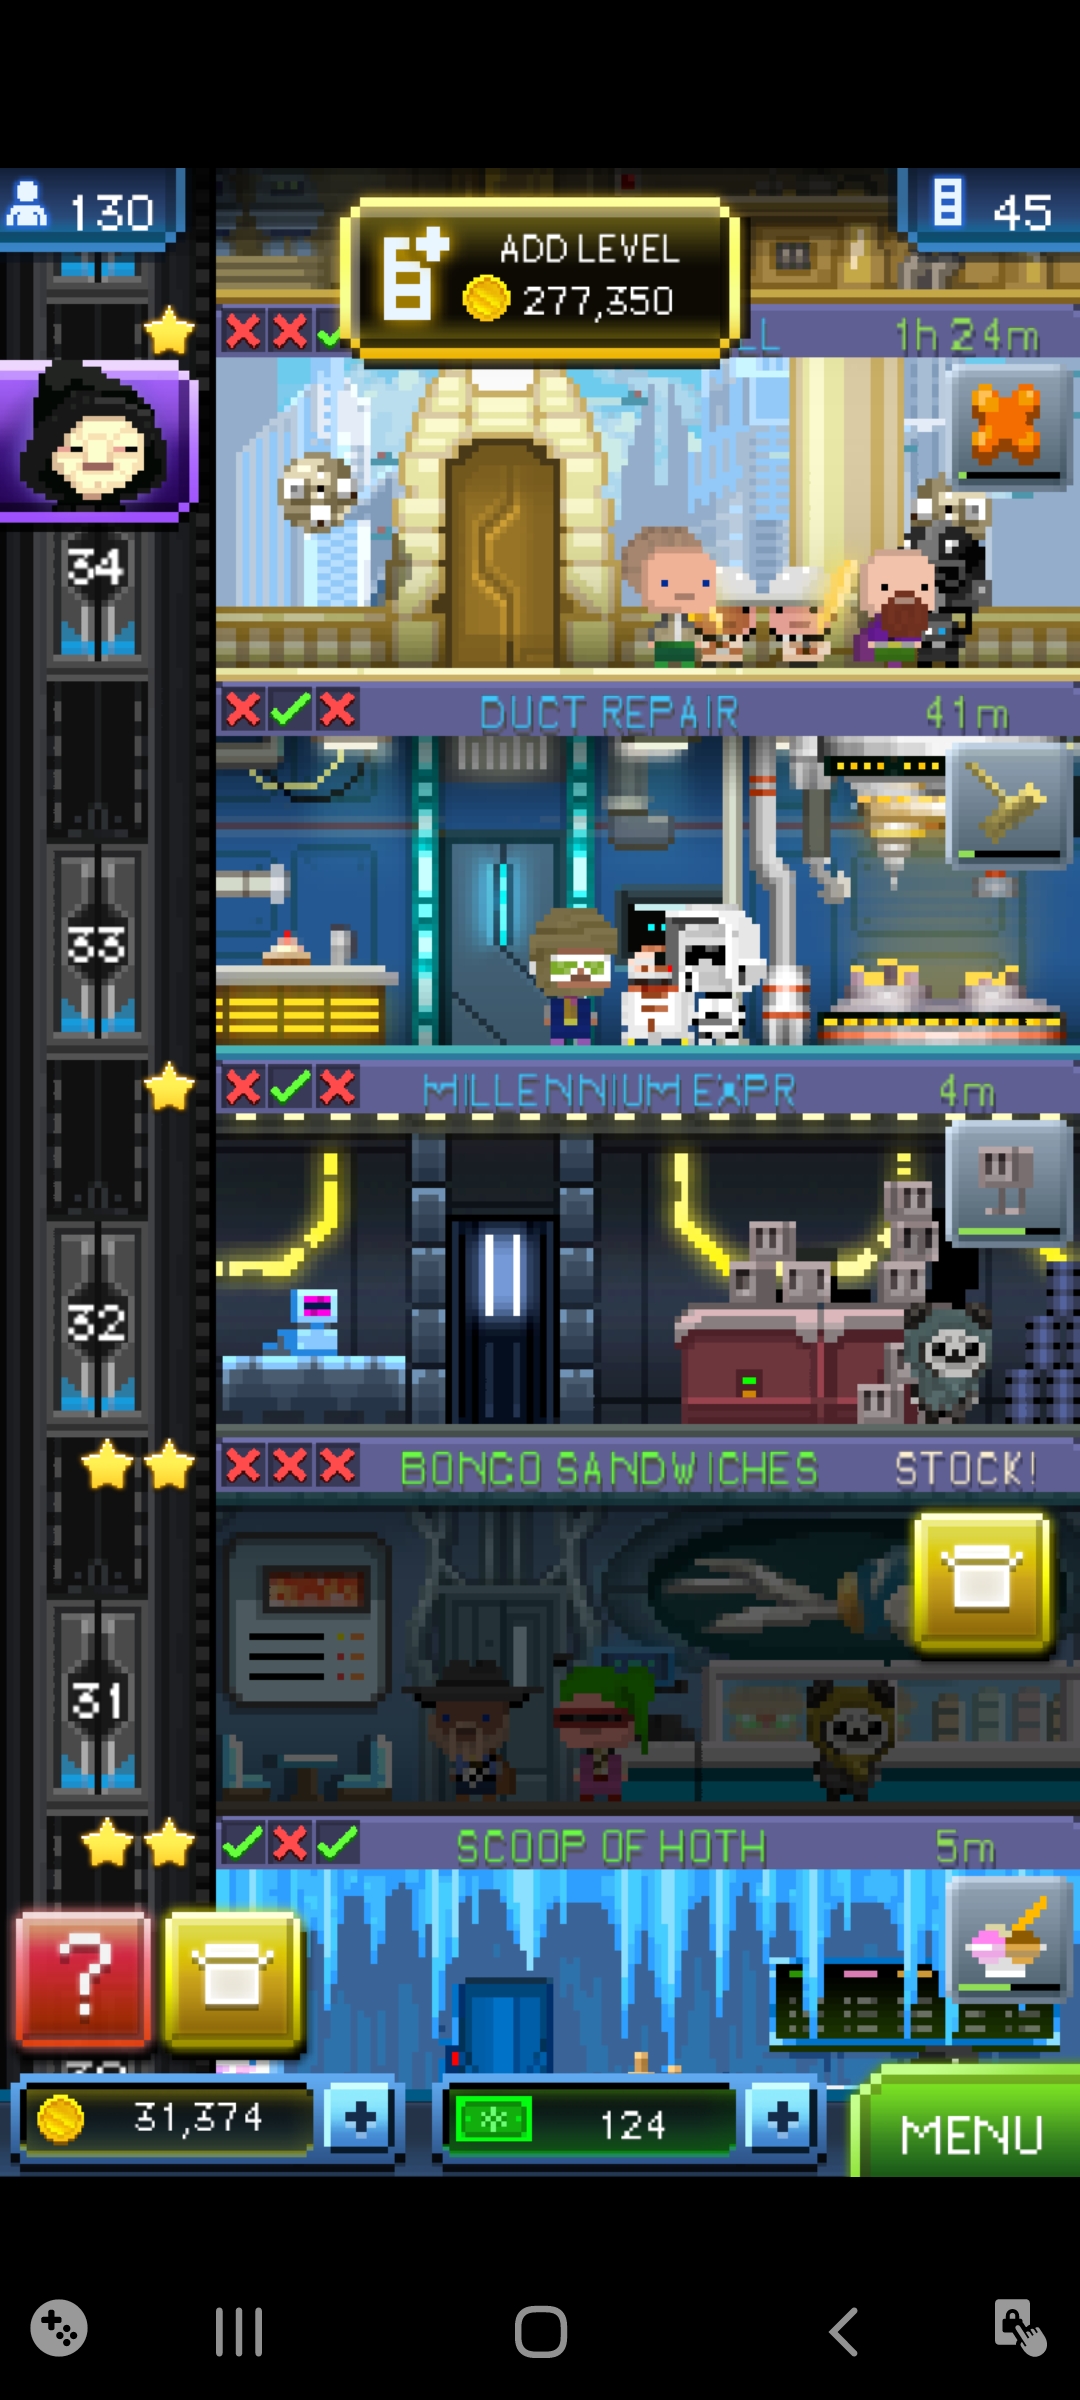 130
ADD LEVEL
277,350
45
LL
1h 24m
34
DUCT REPAIR
41m
33
MILLENNIUM EXPR
4m
32
BONGO SANDWICHES
STOCK!
31
SCOOP OF HOTH
5m
?
31,374
+
124
+
MENU